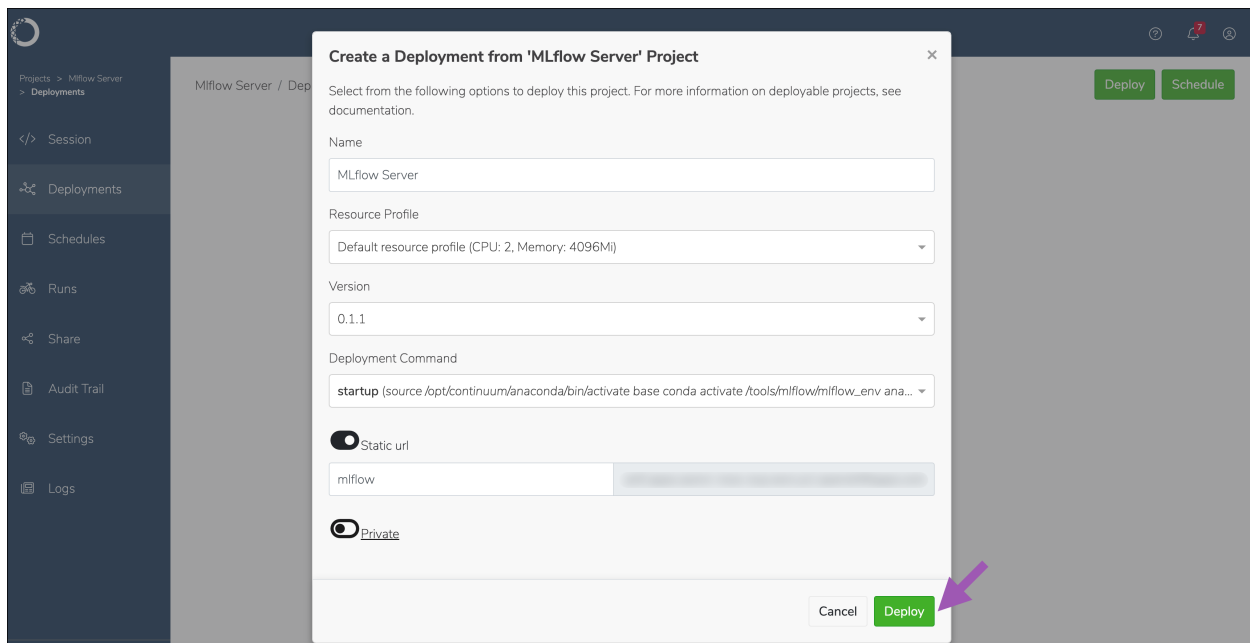 7
Projects > Mlflow Server
> Deployments
Session
Deployments
Schedules
Runs
Share
Audit Trail
Settings
Logs
Mlflow Server / Dep
Deploy
Schedule
Create a Deployment from 'MLflow Server' Project
×
Select from the following options to deploy this project. For more information on deployable projects, see
documentation.
Name
MLflow Server
Resource Profile
Default resource profile (CPU: 2, Memory: 4096Mi)
Version
0.1.1
Deployment Command
startup (source /opt/continuum/anaconda/bin/activate base conda activate /tools/mlflow/mlflow_env ana...
Static url
mlflow
Private
Cancel
Deploy